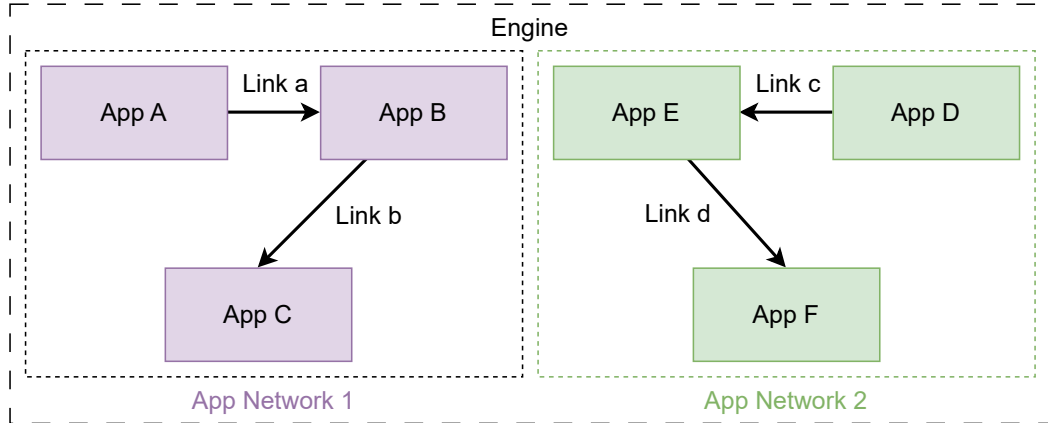 Engine
App A
Link a
App B
Link b
App C
App Network 1
App E
Link c
App D
Link d
App F
App Network 2